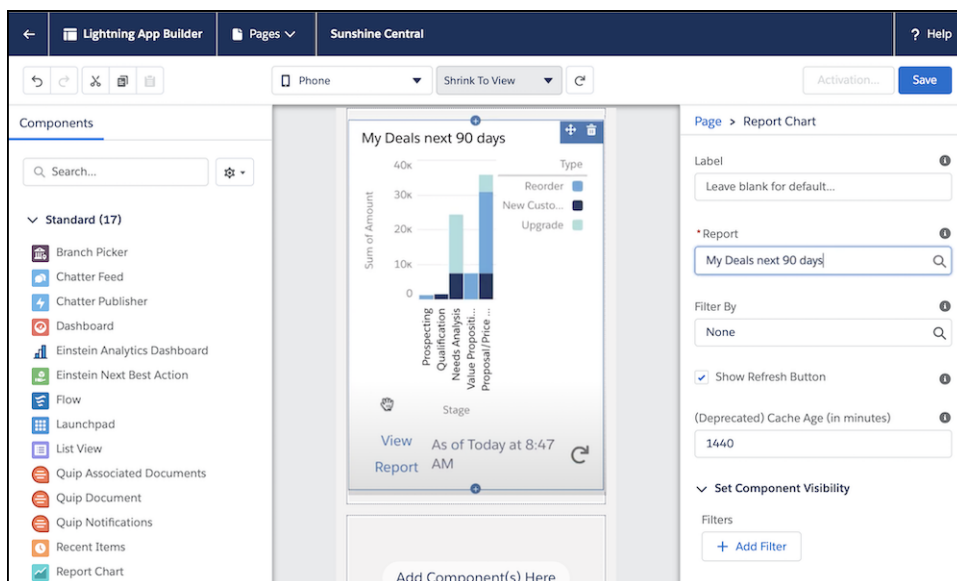 Lightning App Builder
Pages
Sunshine Central
? Help
Phone
Shrink To View
Activation...
Save
Components
Search...
Standard (17)
Branch Picker
Chatter Feed
Chatter Publisher
Dashboard
Einstein Analytics Dashboard
Einstein Next Best Action
Flow
Launchpad
List View
Quip Associated Documents
Quip Document
Quip Notifications
Recent Items
Report Chart
My Deals next 90 days
40K
30K
20K
10K
0
Sum of Amount
Type
Reorder
New Custo...
Upgrade
Prospecting
Qualification
Needs Analysis
Value Propositi...
Proposal/Price ...
Stage
View Report
As of Today at 8:47
AM
Add Component(s) Here
Page > Report Chart
Label
Leave blank for default...
*Report
My Deals next 90 days
Filter By
None
Show Refresh Button
(Deprecated) Cache Age (in minutes)
1440
Set Component Visibility
Filters
+ Add Filter